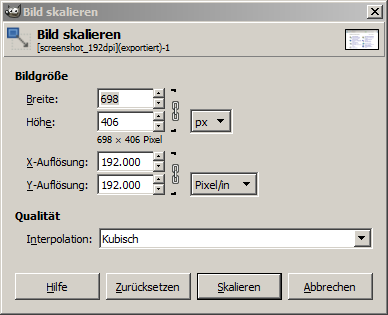 Bild skalieren
Bild skalieren
[screenshot_192dpi](exportiert)-1
Bildgröße
Breite: 698
Höhe: 406 px
698 × 406 Pixel
X-Auflösung: 192.000
Y-Auflösung: 192.000 Pixel/in
Qualität
Interpolation: Kubisch
Hilfe Zurücksetzen Skalieren Abbrechen